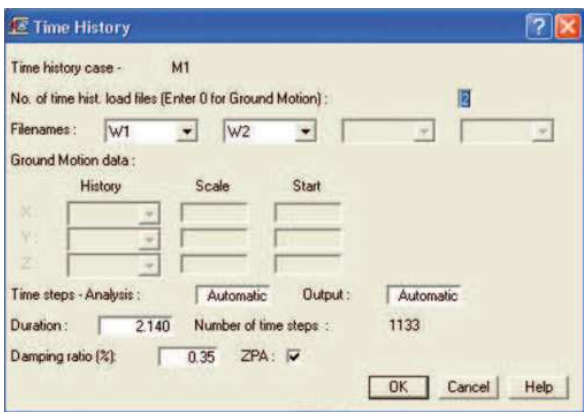 Time History
Time history case - M1
No. of time hist. load files (Enter 0 for Ground Motion) : 2
Filenames : W1 W2
Ground Motion data :
History Scale Start
X :
Y :
Z :
Time steps - Analysis : Automatic Output : Automatic
Duration : 2.140 Number of time steps : 1133
Damping ratio (%): 0.35 ZPA :
OK Cancel Help